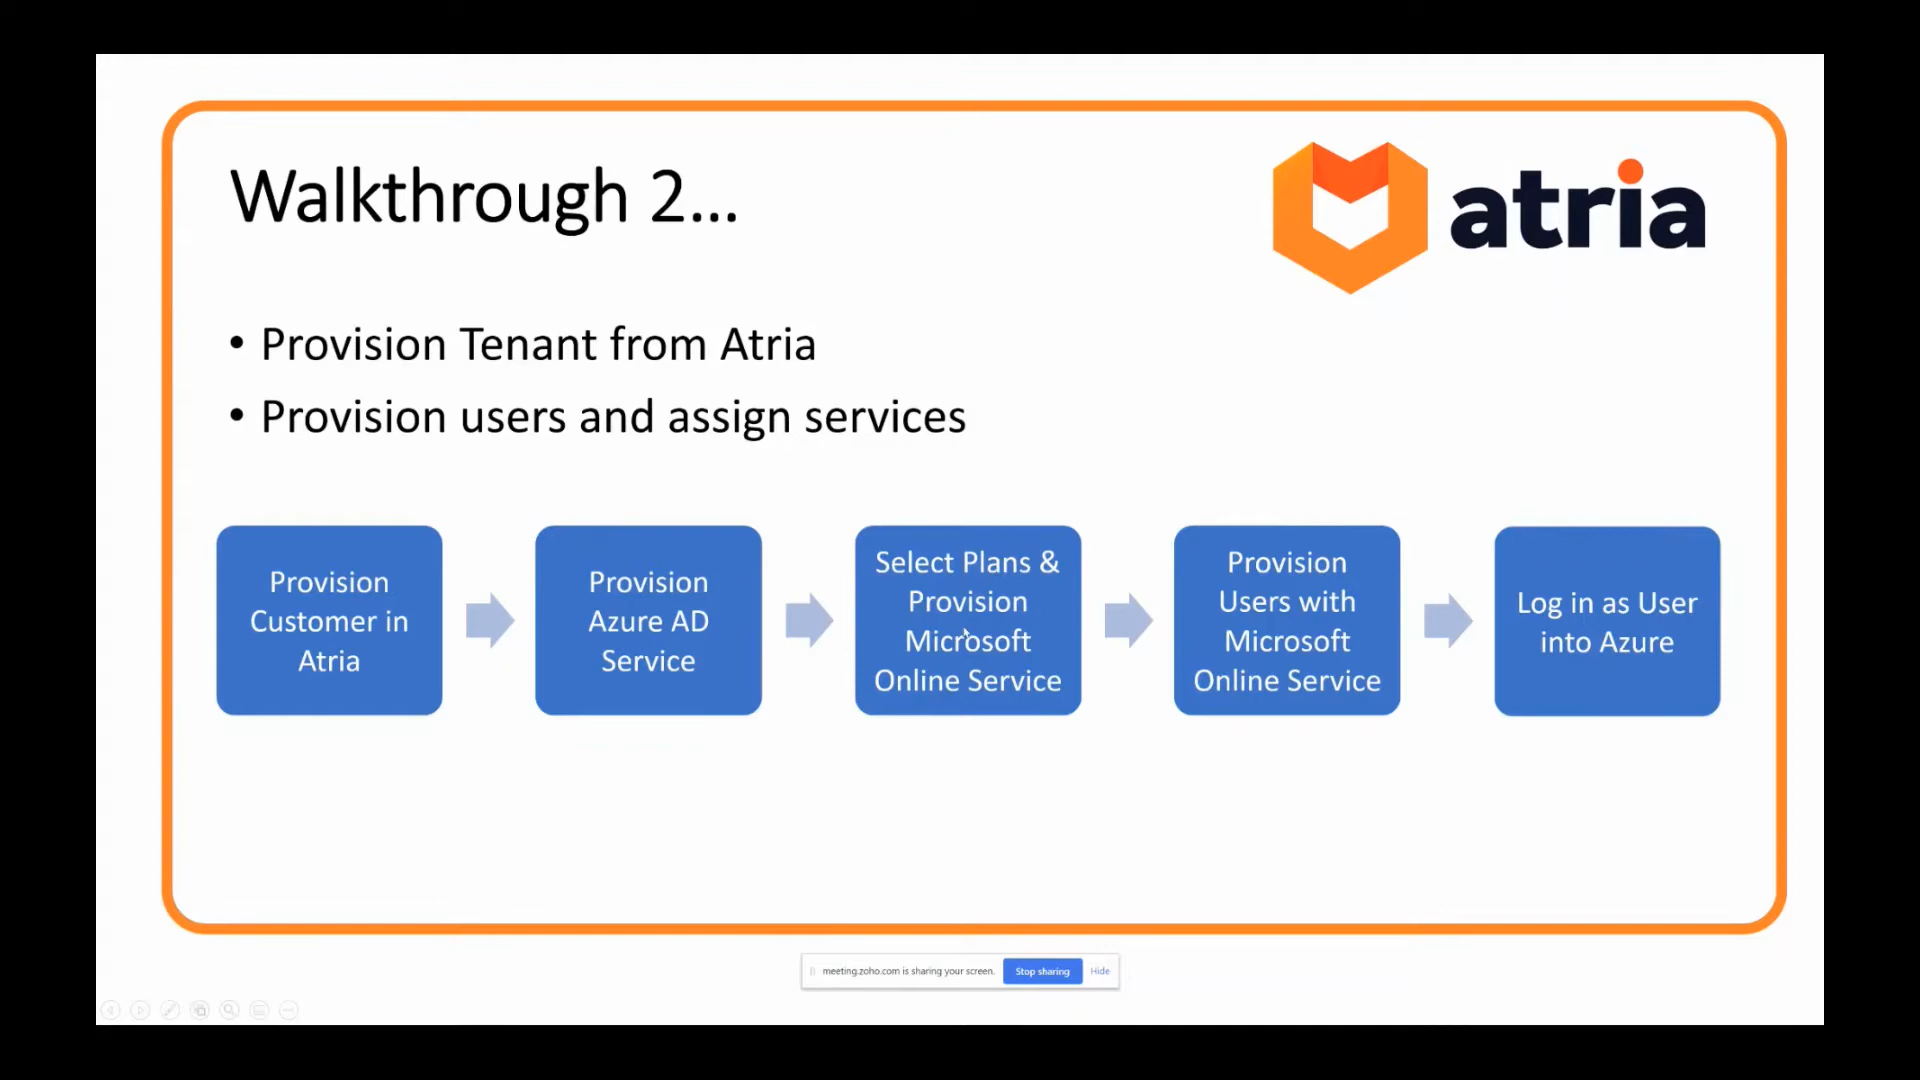 Walkthrough 2...
atria
• Provision Tenant from Atria
• Provision users and assign services
Provision
Customer in
Atria
Provision
Azure AD
Service
Select Plans &
Provision
Microsoft
Online Service
Provision
Users with
Microsoft
Online Service
Log in as User
into Azure
meeting.zoho.com is sharing your screen.
Stop sharing
Hide